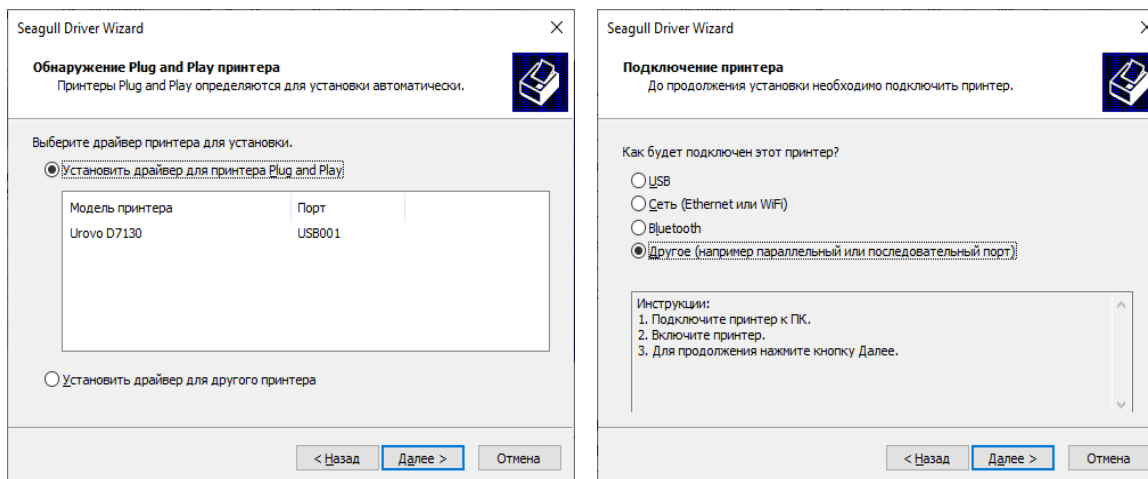 Seagull Driver Wizard
Обнаружение Plug and Play принтера
Принтеры Plug and Play определяются для установки автоматически.
Выберите драйвер принтера для установки.
Установить драйвер для принтера Plug and Play
Модель принтера Порт
Urovo D7130 USB001
Установить драйвер для другого принтера
< Назад Далее > Отмена
Seagull Driver Wizard
Подключение принтера
До продолжения установки необходимо подключить принтер.
Как будет подключен этот принтер?
USB
Сеть (Ethernet или WiFi)
Bluetooth
Другое (например параллельный или последовательный порт)
Инструкции:
1. Подключите принтер к ПК.
2. Включите принтер.
3. Для продолжения нажмите кнопку Далее.
< Назад Далее > Отмена